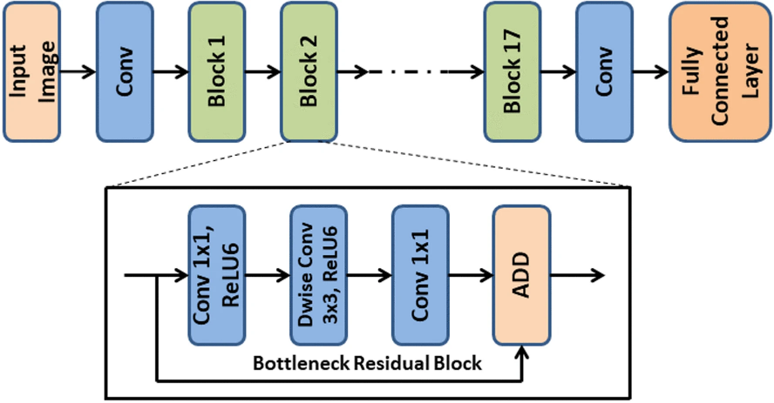 Input
Image
Conv
Block 1
Block 2
Block 17
Conv
Fully
Connected
Layer
Conv 1x1,
ReLU6
Dwise Conv
3x3, ReLU6
Conv 1x1
ADD
Bottleneck Residual Block